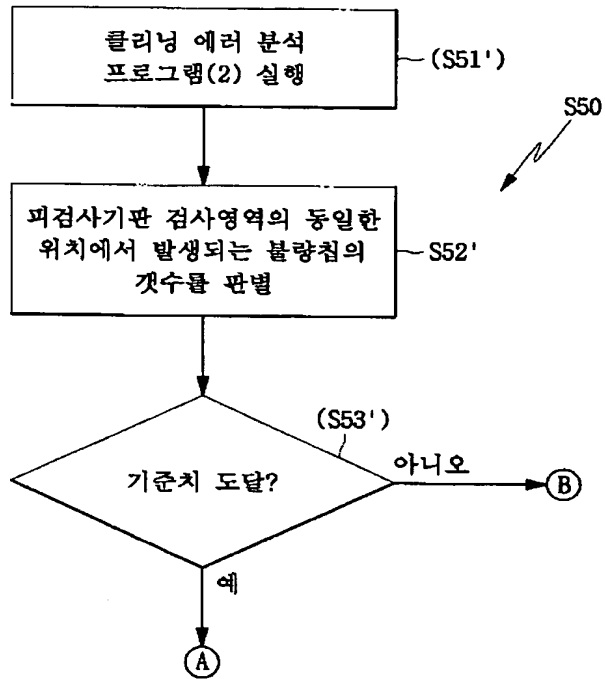 클리닝 에러 분석
프로그램(2) 실행
(S51')
S50
피검사기판 검사영역의 동일한
위치에서 발생되는 불량칩의
갯수를 판별
S52'
(S53')
기준치 도달?
아니오
B
예
A